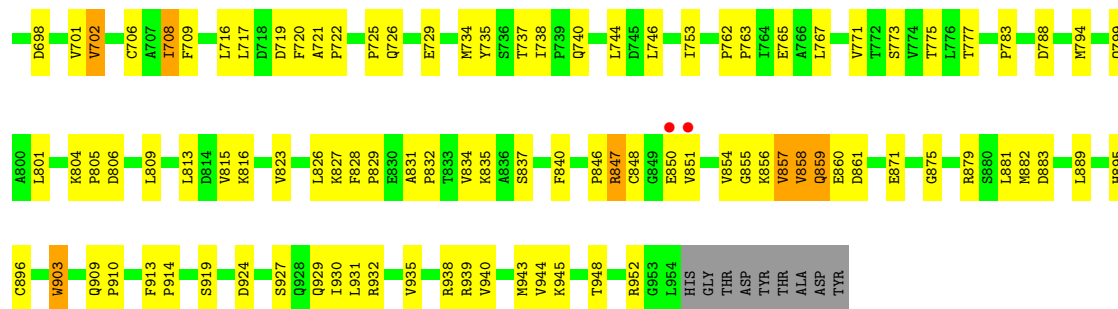 D698 V701 V702 C706 A707 I708 F709 L716 L717 D718 D719 F720 A721 P722 P725 Q726 E729 M734 Y735 S736 T737 I738 P739 Q740 L744 D745 L746 I753 P762 P763 I764 E765 A766 L767 V771 T772 S773 V774 T775 L776 T777 P783 D788 M794
A800 L801 K804 P805 D806 L809 L813 D814 V815 K816 V823 L826 K827 F828 P829 E830 A831 P832 T833 V834 K835 A836 S837 F840 P846 R847 C848 G849 E850 V851 V854 G855 K856 V857 V858 Q859 E860 D861 E871 G875 R879 S880 L881 M882 D883 L889 H895
C896 W903 Q909 P910 F913 P914 S919 D924 S927 Q928 Q929 I930 L931 R932 V935 R938 R939 V940 M943 V944 K945 T948 R952 G953 L954 HIS GLY THR ASP TYR THR ALA ASP TYR